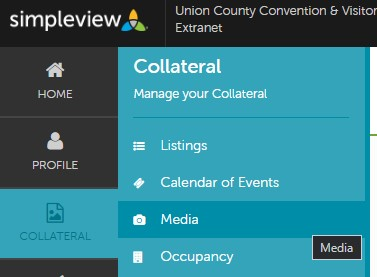 simpleview
Union County Convention & Visitor
Extranet
HOME
PROFILE
COLLATERAL
Collateral
Manage your Collateral
Listings
Calendar of Events
Media
Media
Occupancy